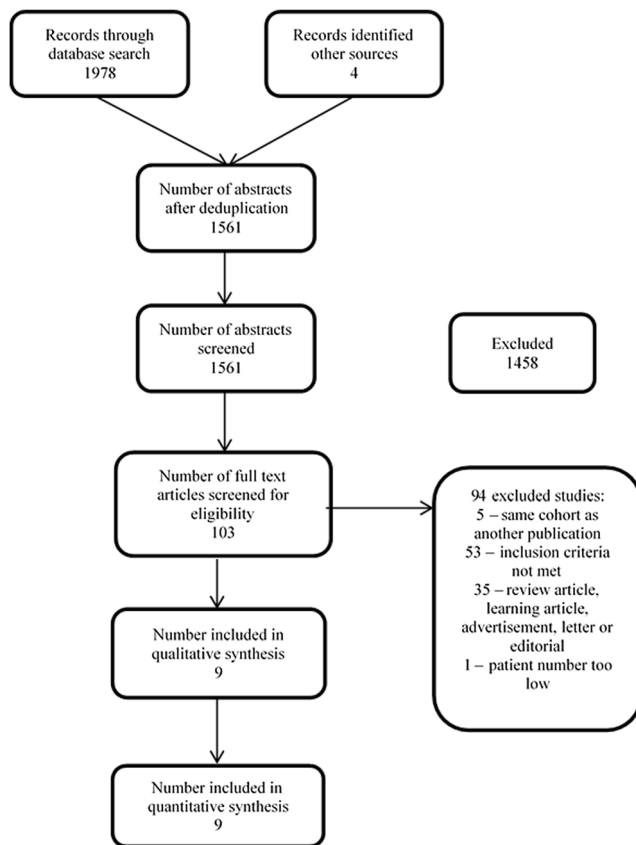 Records through
database search
1978
Records identified
other sources
4
Number of abstracts
after deduplication
1561
Number of abstracts
screened
1561
Excluded
1458
Number of full text
articles screened for
eligibility
103
94 excluded studies:
5 – same cohort as
another publication
53 – inclusion criteria
not met
35 – review article,
learning article,
advertisement, letter or
editorial
1 – patient number too
low
Number included in
qualitative synthesis
9
Number included in
quantitative synthesis
9